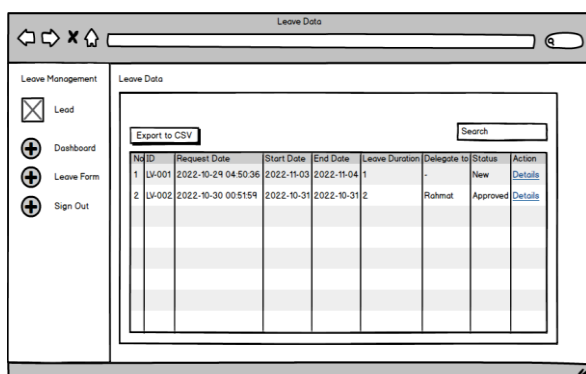 Leave Data
Leave Management
Lead
Dashboard
Leave Form
Sign Out
Leave Data
Export to CSV
Search
No ID Request Date Start Date End Date Leave Duration Delegate to Status Action
1 LV-001 2022-10-29 04:50:36 2022-11-03 2022-11-04 1 - New Details
2 LV-002 2022-10-30 00:51:59 2022-10-31 2022-10-31 2 Rahmat Approved Details